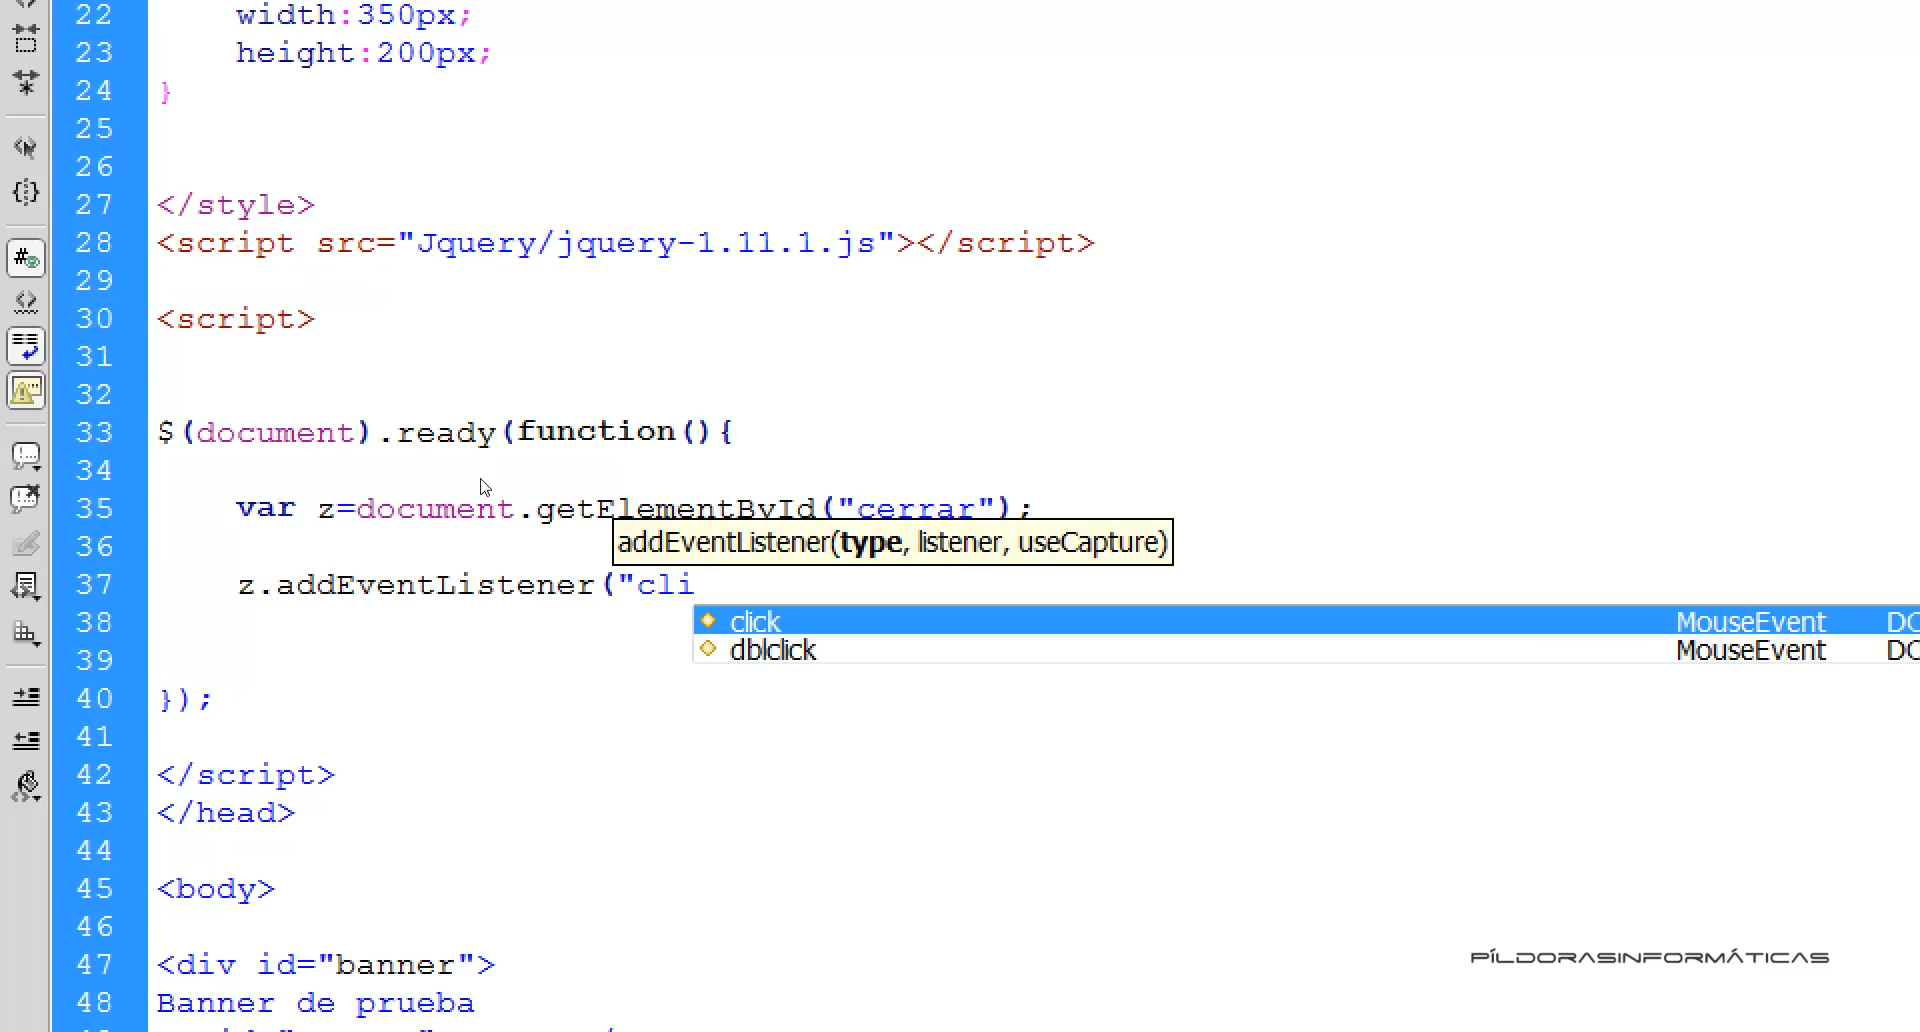 22 width:350px;
23 height:200px;
24 }
25
26
27 </style>
28 <script src="Jquery/jquery-1.11.1.js"></script>
29
30 <script>
31
32
33 $(document).ready(function(){
34
35 var z=document.getElementById("cerrar");
addEventListener(type, listener, useCapture)
36
37 z.addEventListener("cli
38
click MouseEvent DO
39
dblclick MouseEvent DO
40 });
41
42 </script>
43 </head>
44
45 <body>
46
47 <div id="banner">
PÍLDORASINFORMÁTICAS
48 Banner de prueba